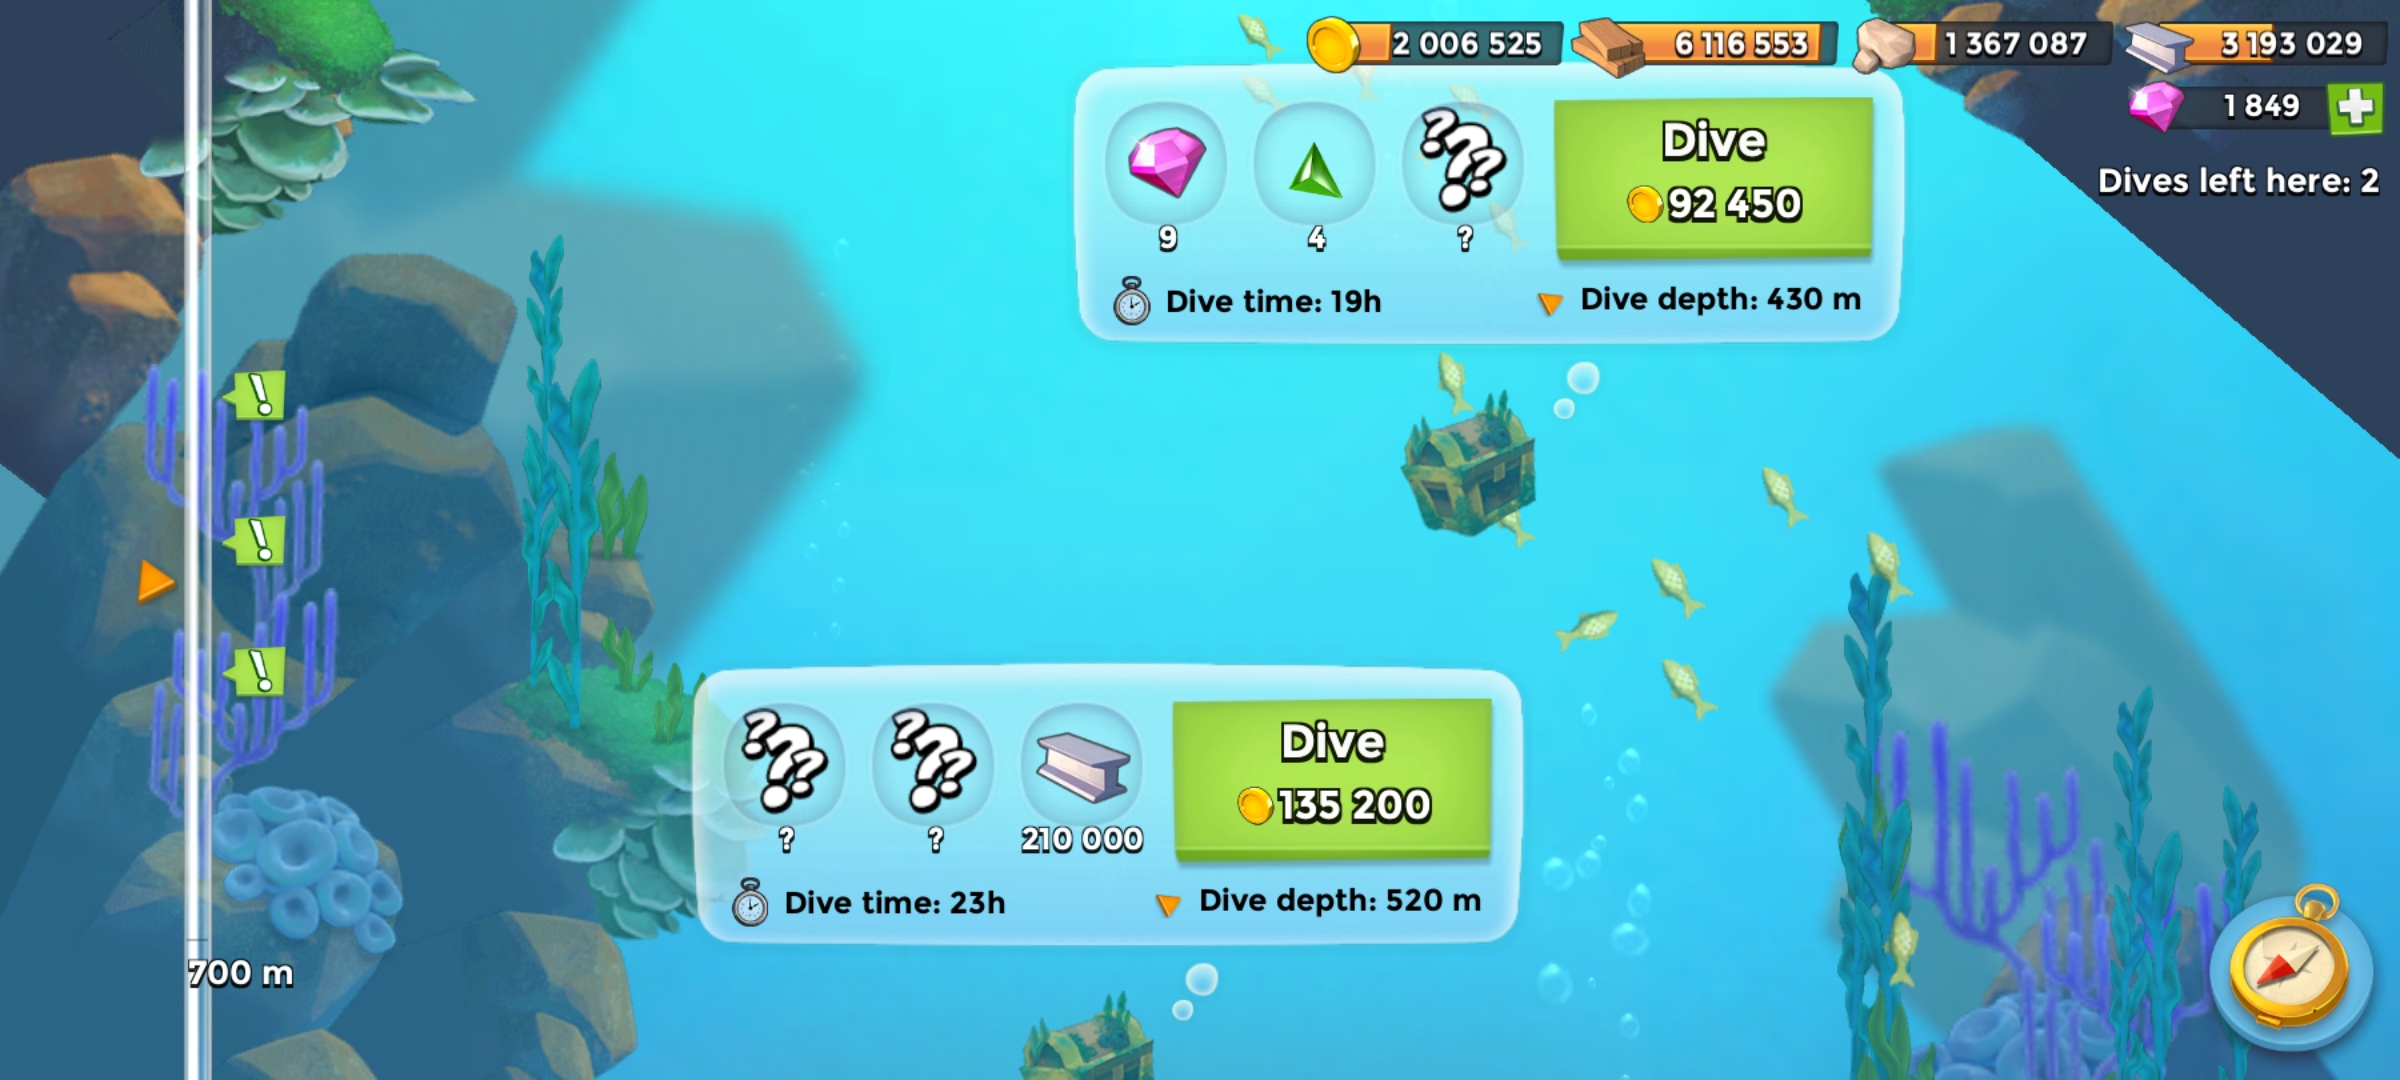 2 006 525
6 116 553
1 367 087
3 193 029
1 849
Dives left here: 2
???
Dive
92 450
9
4
?
Dive time: 19h
Dive depth: 430 m
!
!
!
???
???
Dive
135 200
?
?
210 000
Dive time: 23h
Dive depth: 520 m
700 m